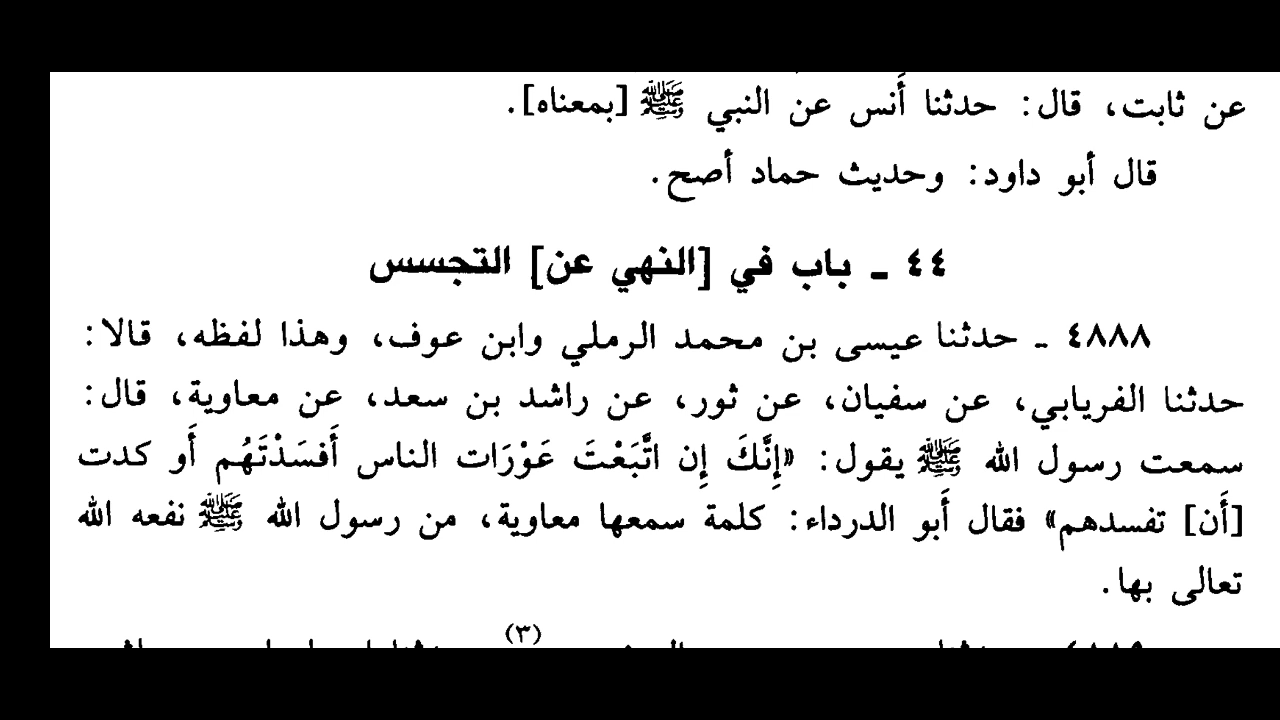 عن ثابت، قال: حدثنا أَنس عن النبي ﷺ [بمعناه].
قال أبو داود: وحديث حماد أصح.
٤٤ ـ باب في [النهي عن] التجسس
٤٨٨٨ ـ حدثنا عيسى بن محمد الرملي وابن عوف، وهذا لفظه، قالا:
حدثنا الفريابي، عن سفيان، عن ثور، عن راشد بن سعد، عن معاوية، قال:
سمعت رسول الله ﷺ يقول: «إِنَّكَ إِن اتَّبَعْتَ عَوْرَات الناس أَفسَدْتَهُم أَو كدت
[أَن] تفسدهم» فقال أَبو الدرداء: كلمة سمعها معاوية، من رسول الله ﷺ نفعه الله
تعالى بها.
(٣)